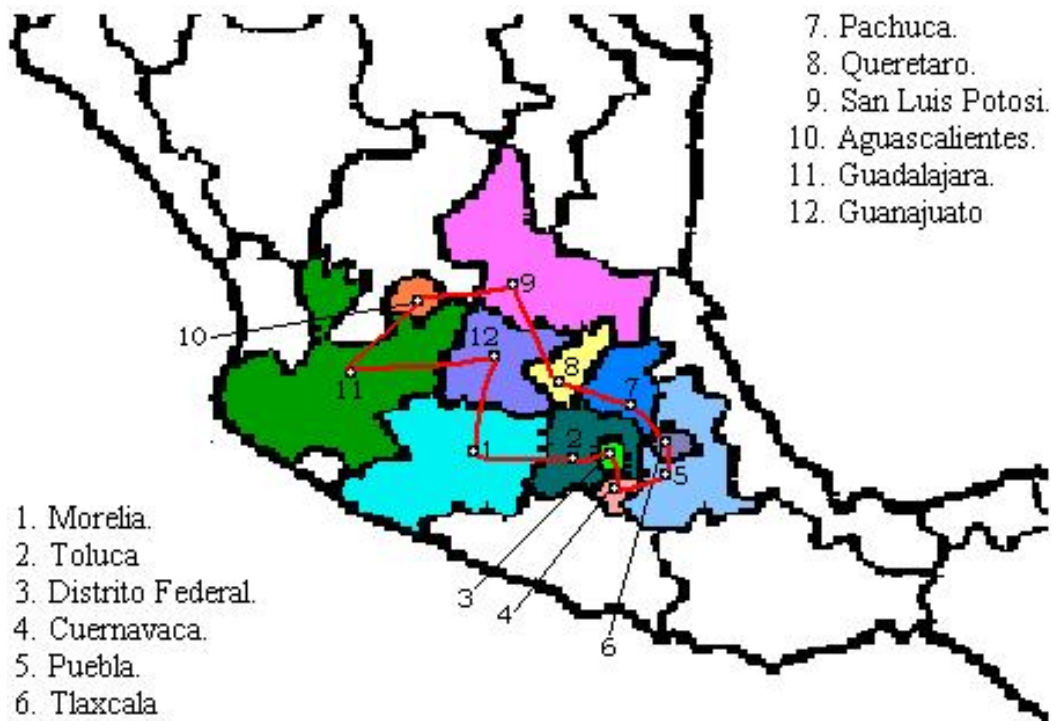 7. Pachuca.
8. Queretaro.
9. San Luis Potosi.
10. Aguascalientes.
11. Guadalajara.
12. Guanajuato
9
10
12
8
11
7
1
2
5
3
4
6
1. Morelia.
2. Toluca
3. Distrito Federal.
4. Cuernavaca.
5. Puebla.
6. Tlaxcala